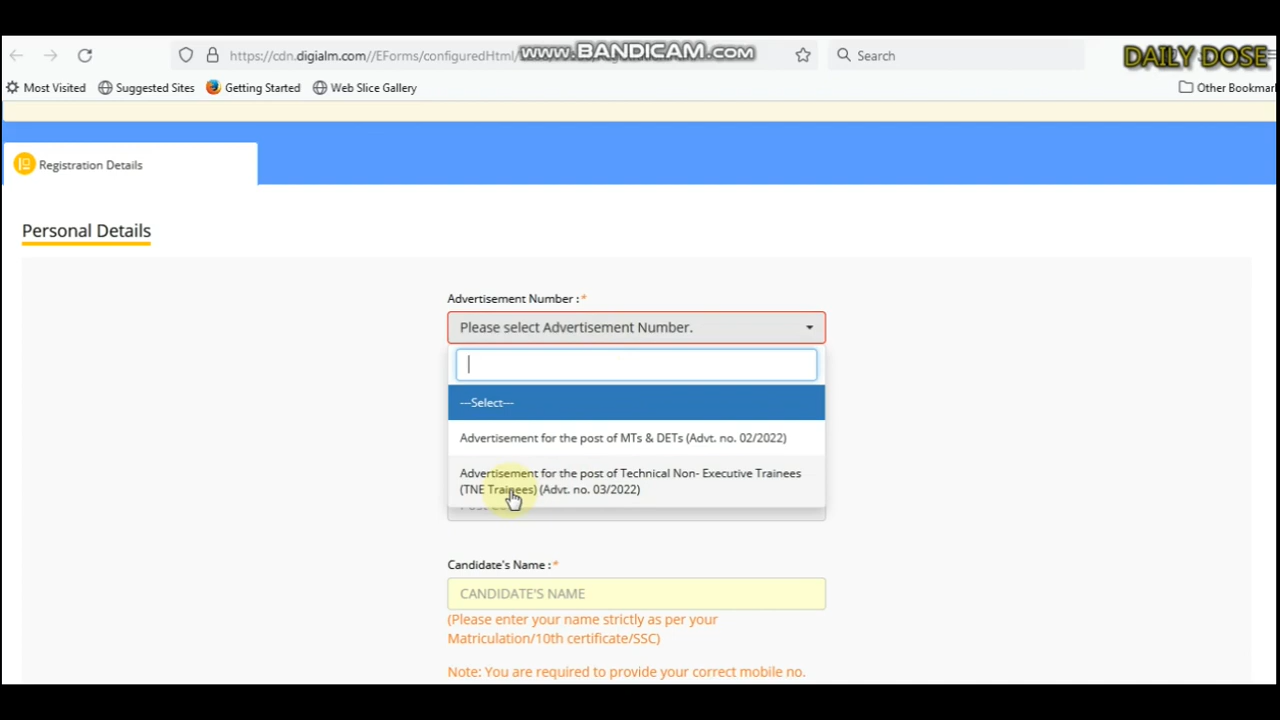 https://cdn.digialm.com//EForms/configuredHtml/
www.BANDICAM.COM
Search
DAILY DOSE
Most Visited
Suggested Sites
Getting Started
Web Slice Gallery
Other Bookmar
Registration Details
Personal Details
Advertisement Number :*
Please select Advertisement Number.
---Select---
Advertisement for the post of MTs & DETs (Advt. no. 02/2022)
Advertisement for the post of Technical Non- Executive Trainees
(TNE Trainees) (Advt. no. 03/2022)
Candidate's Name :*
CANDIDATE'S NAME
(Please enter your name strictly as per your
Matriculation/10th certificate/SSC)
Note: You are required to provide your correct mobile no.